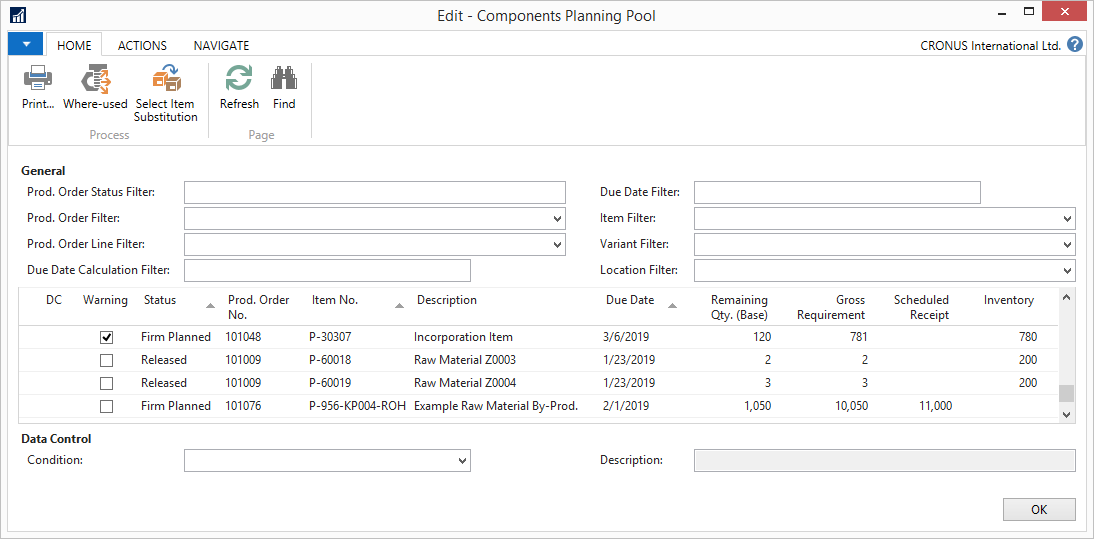 Edit - Components Planning Pool
HOME ACTIONS NAVIGATE CRONUS International Ltd. ?
Print... Where-used Select Item Substitution Refresh Find
Process Page
General
Prod. Order Status Filter: Due Date Filter:
Prod. Order Filter: Item Filter:
Prod. Order Line Filter: Variant Filter:
Due Date Calculation Filter: Location Filter:
DC Warning Status Prod. Order No. Item No. Description Due Date Remaining Qty. (Base) Gross Requirement Scheduled Receipt Inventory
Firm Planned 101048 P-30307 Incorporation Item 3/6/2019 120 781 780
Released 101009 P-60018 Raw Material Z0003 1/23/2019 2 2 200
Released 101009 P-60019 Raw Material Z0004 1/23/2019 3 3 200
Firm Planned 101076 P-956-KP004-ROH Example Raw Material By-Prod. 2/1/2019 1,050 10,050 11,000
Data Control
Condition: Description:
OK